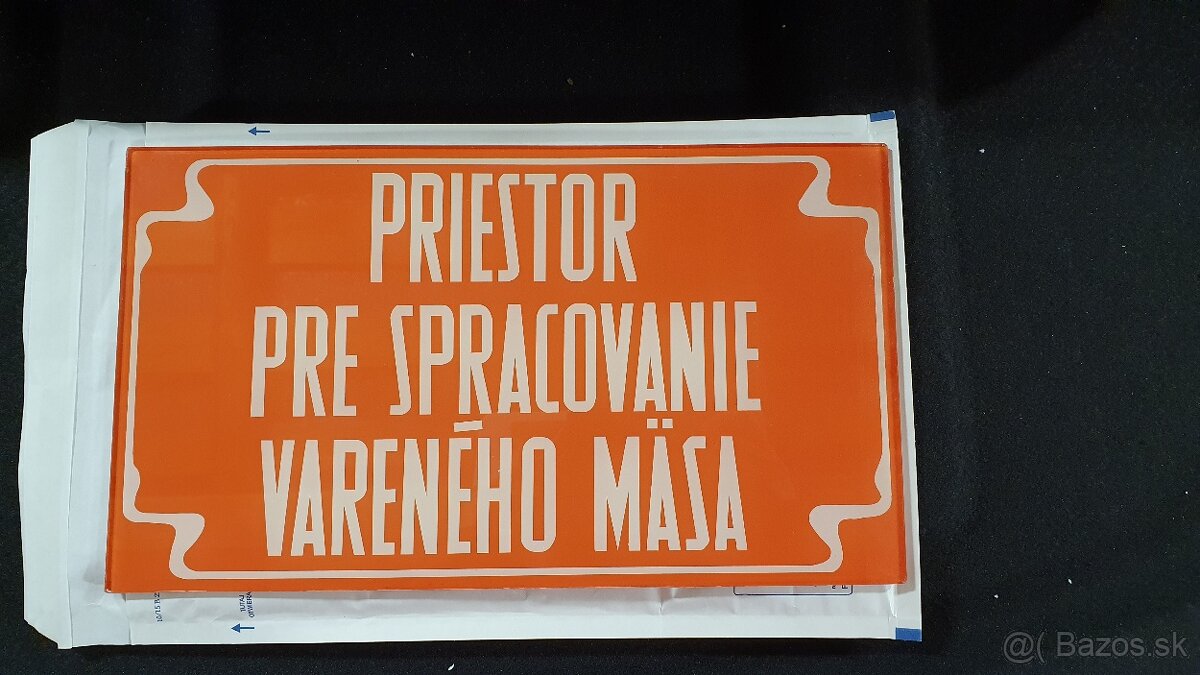 PRIESTOR
PRE SPRACOVANIE
VARENÉHO MÄSA
@( Bazos.sk